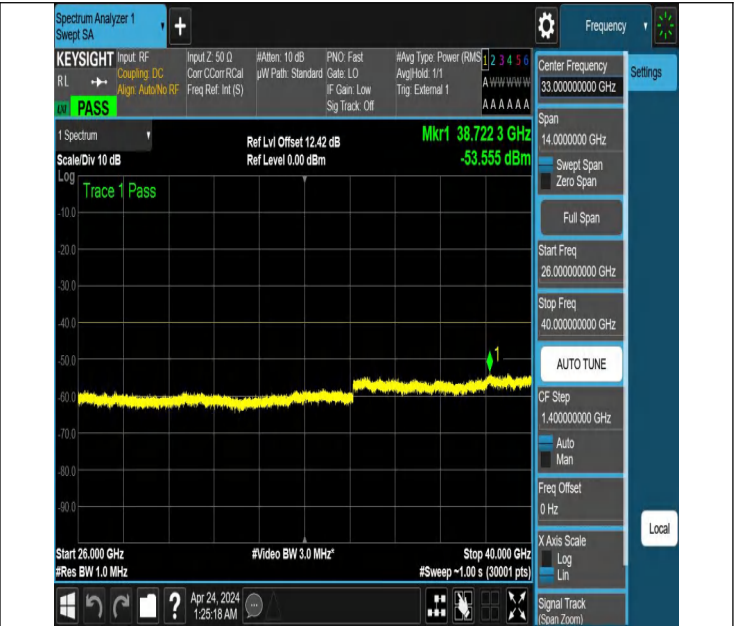 Spectrum Analyzer 1
Swept SA
+
Frequency
KEYSIGHT
RL
PASS
Input: RF
Coupling: DC
Align: Auto/No RF
Input Z: 50 Ω
Corr CCorr RCal
Freq Ref: Int (S)
#Atten: 10 dB
µW Path: Standard
PNO: Fast
Gate: LO
IF Gain: Low
Sig Track: Off
#Avg Type: Power (RMS
Avg|Hold: 1/1
Trig: External 1
1 2 3 4 5 6
A W W W W W
A A A A A A
Center Frequency
33.000000000 GHz
Settings
1 Spectrum
Scale/Div 10 dB
Ref Lvl Offset 12.42 dB
Ref Level 0.00 dBm
Mkr1 38.722 3 GHz
-53.555 dBm
Log
Trace 1 Pass
-10.0
-20.0
-30.0
-40.0
-50.0
-60.0
-70.0
-80.0
-90.0
1
Start 26.000 GHz
#Res BW 1.0 MHz
#Video BW 3.0 MHz*
Stop 40.000 GHz
#Sweep ~1.00 s (30001 pts)
Span
14.0000000 GHz
Swept Span
Zero Span
Full Span
Start Freq
26.000000000 GHz
Stop Freq
40.000000000 GHz
AUTO TUNE
CF Step
1.400000000 GHz
Auto
Man
Freq Offset
0 Hz
X Axis Scale
Log
Lin
Signal Track
(Span Zoom)
Local
?
Apr 24, 2024
1:25:18 AM